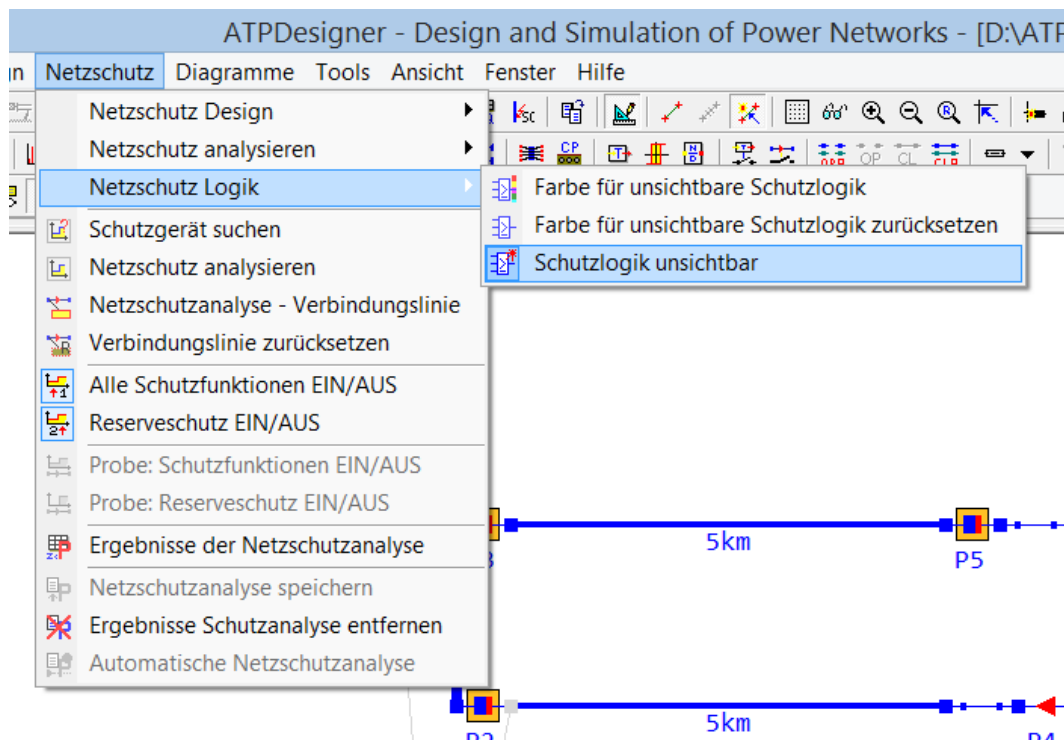 ATPDesigner - Design and Simulation of Power Networks - [D:\ATP
Netzschutz Diagramme Tools Ansicht Fenster Hilfe
Netzschutz Design
Netzschutz analysieren
Netzschutz Logik
Farbe für unsichtbare Schutzlogik
Farbe für unsichtbare Schutzlogik zurücksetzen
Schutzlogik unsichtbar
Schutzgerät suchen
Netzschutz analysieren
Netzschutzanalyse - Verbindungslinie
Verbindungslinie zurücksetzen
Alle Schutzfunktionen EIN/AUS
Reserveschutz EIN/AUS
Probe: Schutzfunktionen EIN/AUS
Probe: Reserveschutz EIN/AUS
Ergebnisse der Netzschutzanalyse
Netzschutzanalyse speichern
Ergebnisse Schutzanalyse entfernen
Automatische Netzschutzanalyse
5km
P5
5km
P2
P4